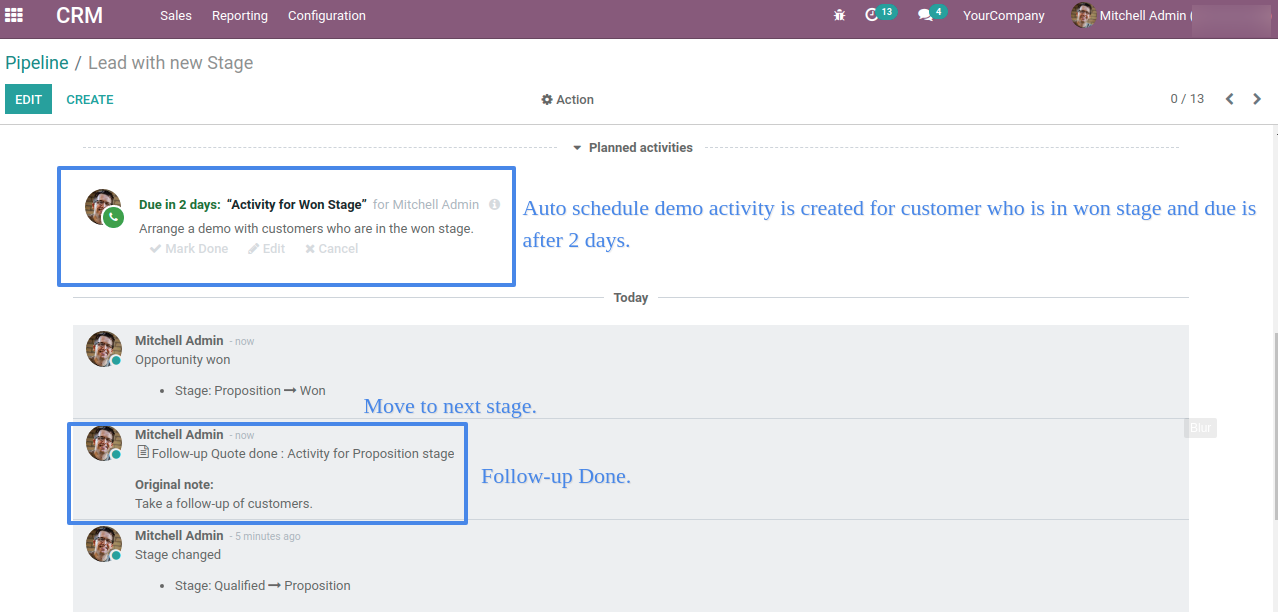 CRM Sales Reporting Configuration 13 4 YourCompany Mitchell Admin (
Pipeline / Lead with new Stage
EDIT CREATE Action 0 / 13
Planned activities
Due in 2 days: “Activity for Won Stage” for Mitchell Admin
Arrange a demo with customers who are in the won stage.
Mark Done Edit Cancel
Auto schedule demo activity is created for customer who is in won stage and due is
after 2 days.
Today
Mitchell Admin - now
Opportunity won
• Stage: Proposition → Won
Move to next stage.
Blur
Mitchell Admin - now
Follow-up Quote done : Activity for Proposition stage
Original note:
Take a follow-up of customers.
Follow-up Done.
Mitchell Admin - 5 minutes ago
Stage changed
• Stage: Qualified → Proposition